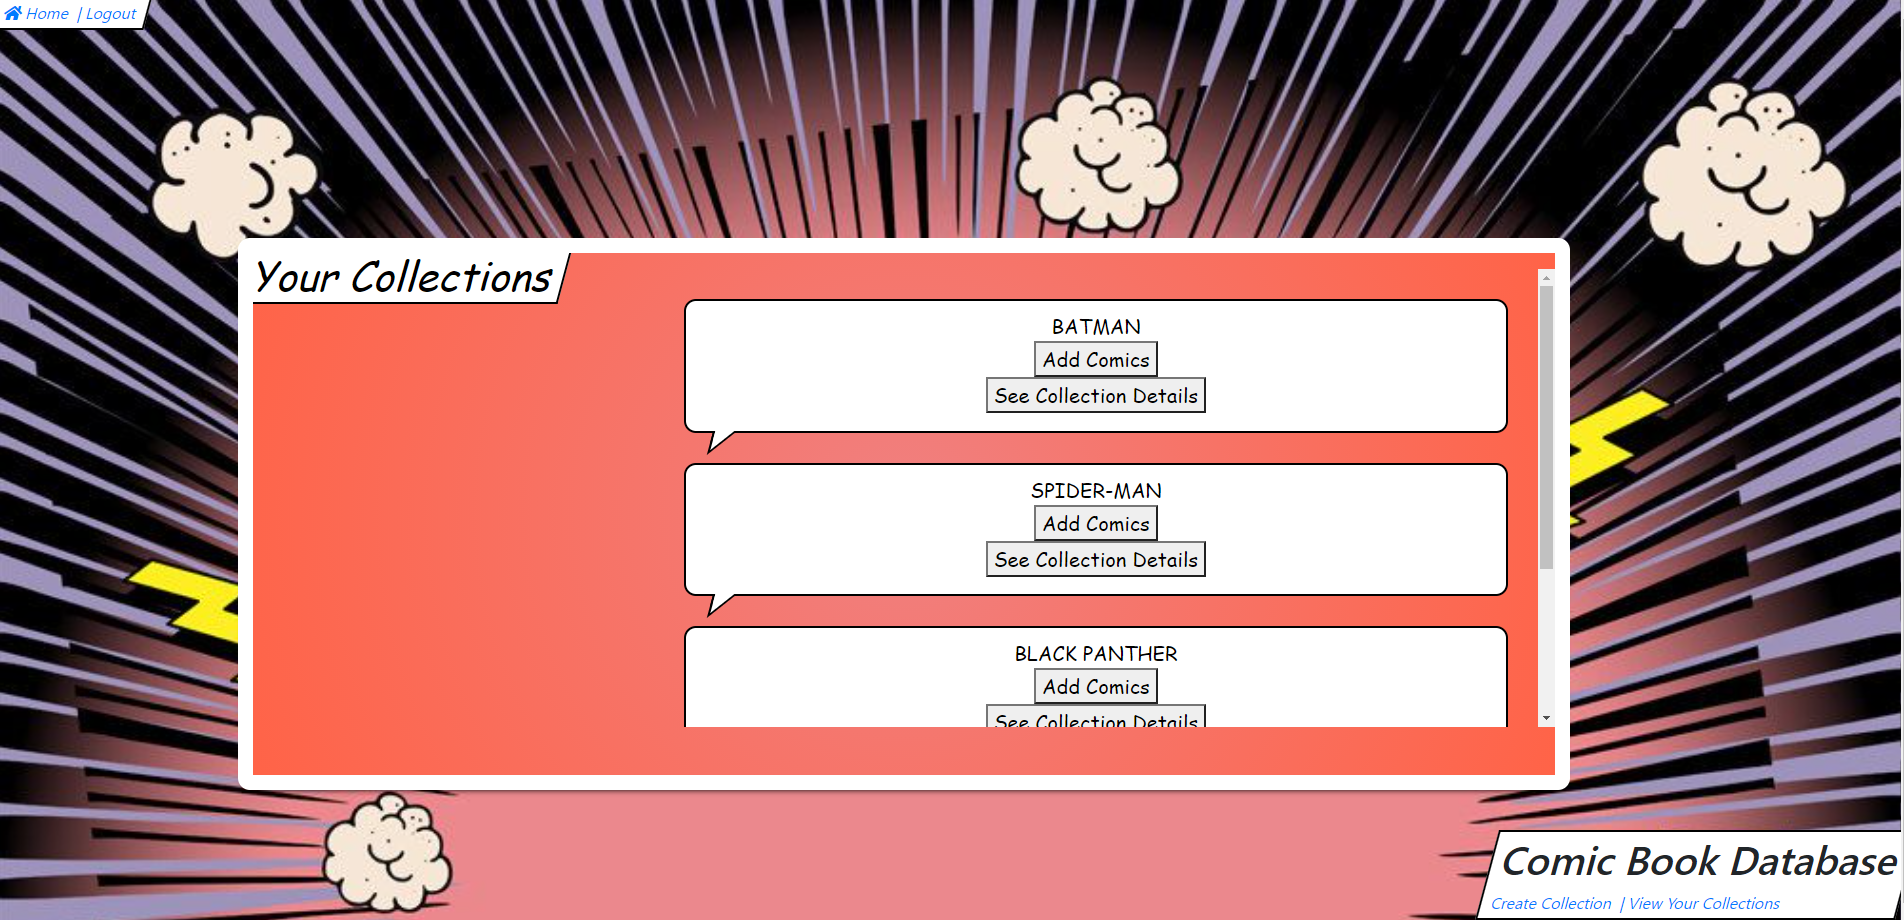 Home | Logout
Your Collections
BATMAN
Add Comics
See Collection Details
SPIDER-MAN
Add Comics
See Collection Details
BLACK PANTHER
Add Comics
See Collection Details
Comic Book Database
Create Collection | View Your Collections